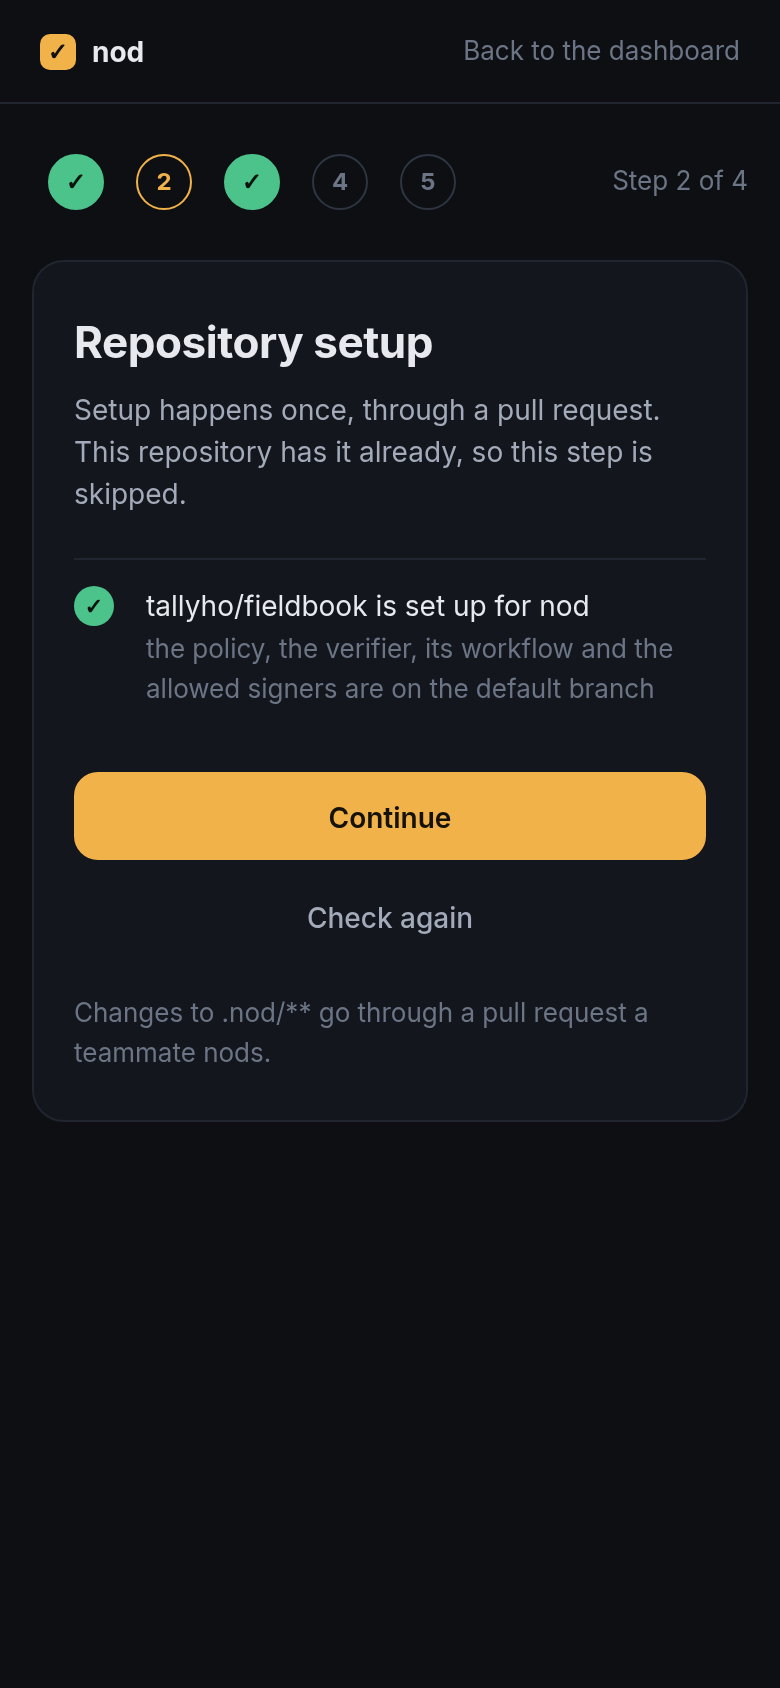 ✓ nod Back to the dashboard
✓ 2 ✓ 4 5 Step 2 of 4
Repository setup
Setup happens once, through a pull request.
This repository has it already, so this step is
skipped.
✓ tallyho/fieldbook is set up for nod
the policy, the verifier, its workflow and the
allowed signers are on the default branch
Continue
Check again
Changes to .nod/** go through a pull request a
teammate nods.